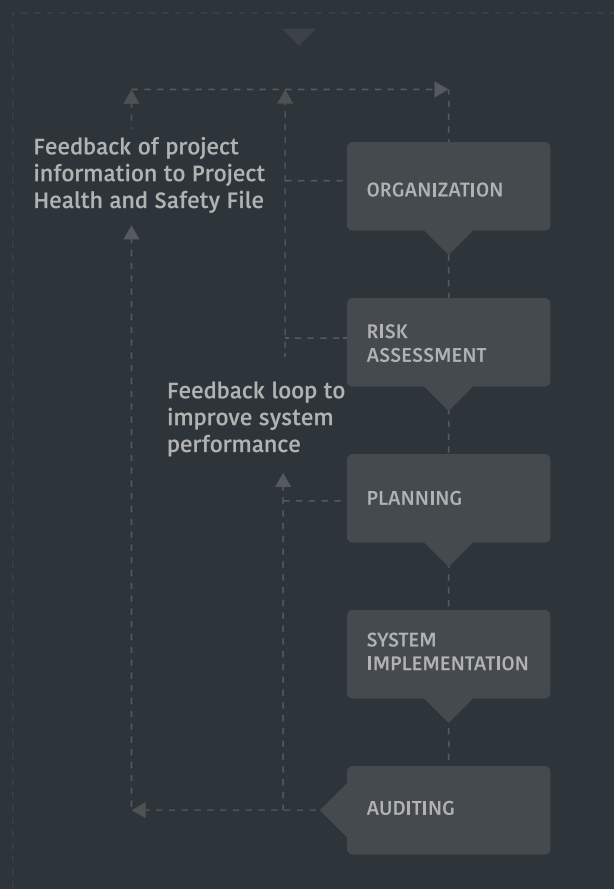 Feedback of project
information to Project
Health and Safety File
ORGANIZATION
RISK
ASSESSMENT
Feedback loop to
improve system
performance
PLANNING
SYSTEM
IMPLEMENTATION
AUDITING